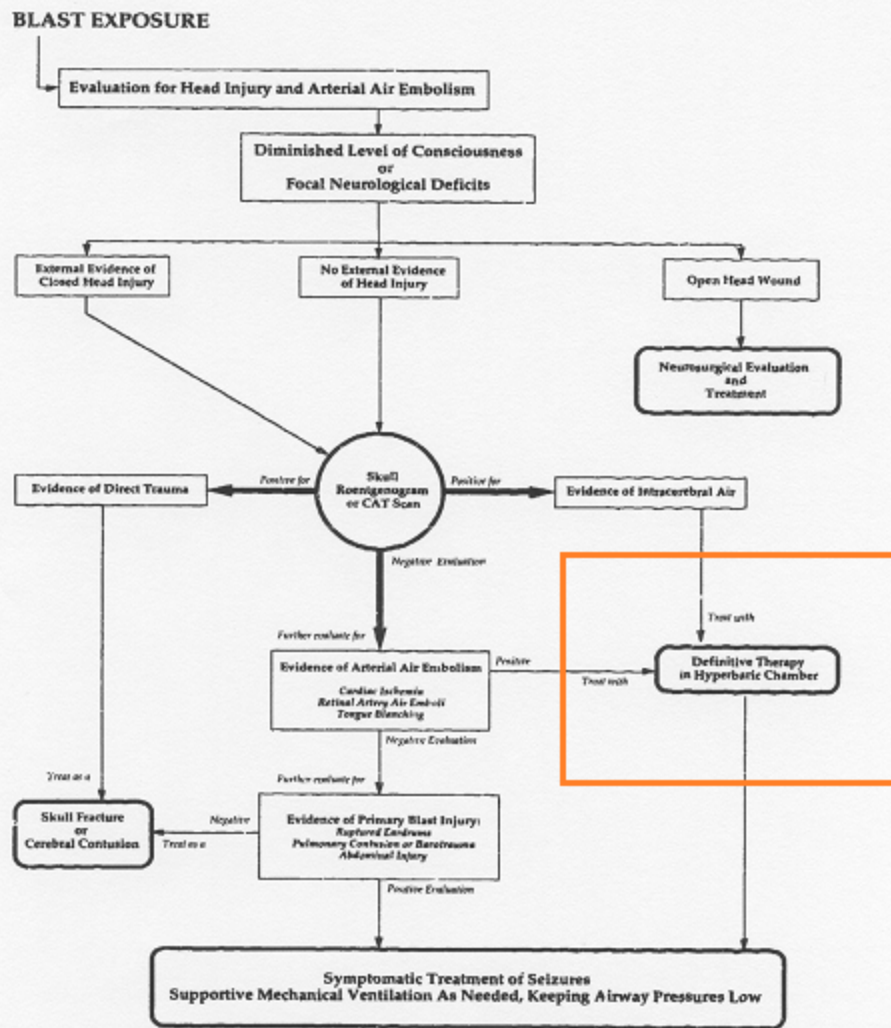 BLAST EXPOSURE
Evaluation for Head Injury and Arterial Air Embolism
Diminished Level of Consciousness
or
Focal Neurological Deficits
External Evidence of
Closed Head Injury
No External Evidence
of Head Injury
Open Head Wound
Neurosurgical Evaluation
and
Treatment
Evidence of Direct Trauma
Positive for
Skull
Roentgenogram
or CAT Scan
Positive for
Evidence of Intracerebral Air
Negative Evaluation
Treat with
Further evaluate for
Evidence of Arterial Air Embolism
Cardiac Ischemia
Retinal Artery Air Emboli
Tongue Blanching
Positive
Treat with
Definitive Therapy
in Hyperbaric Chamber
Negative Evaluation
Further evaluate for
Treat as a
Skull Fracture
or
Cerebral Contusion
Negative
Treat as a
Evidence of Primary Blast Injury:
Ruptured Eardrums
Pulmonary Contusion or Barotrauma
Abdominal Injury
Positive Evaluation
Symptomatic Treatment of Seizures
Supportive Mechanical Ventilation As Needed, Keeping Airway Pressures Low